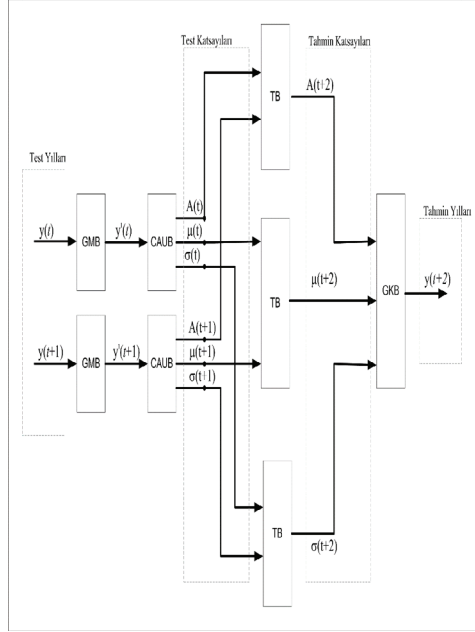 Test Katsayıları
Tahmin Katsayıları
TB
A(t+2)
Test Yılları
A(t)
Tahmin Yılları
y(t)
GMB
y'(t)
CAUB
μ(t)
σ(t)
TB
μ(t+2)
GKB
y(t+2)
A(t+1)
y(t+1)
GMB
y'(t+1)
CAUB
μ(t+1)
σ(t+1)
TB
σ(t+2)